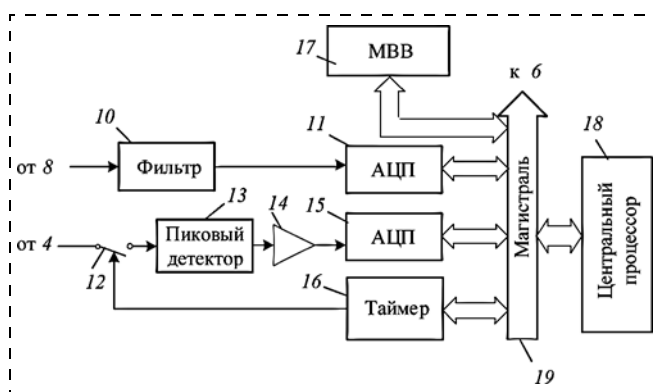 17
МВВ
к 6
10
11
18
от 8
Фильтр
АЦП
13
14
15
от 4
12
Пиковый
детектор
АЦП
16
Таймер
Магистраль
Центральный
процессор
19